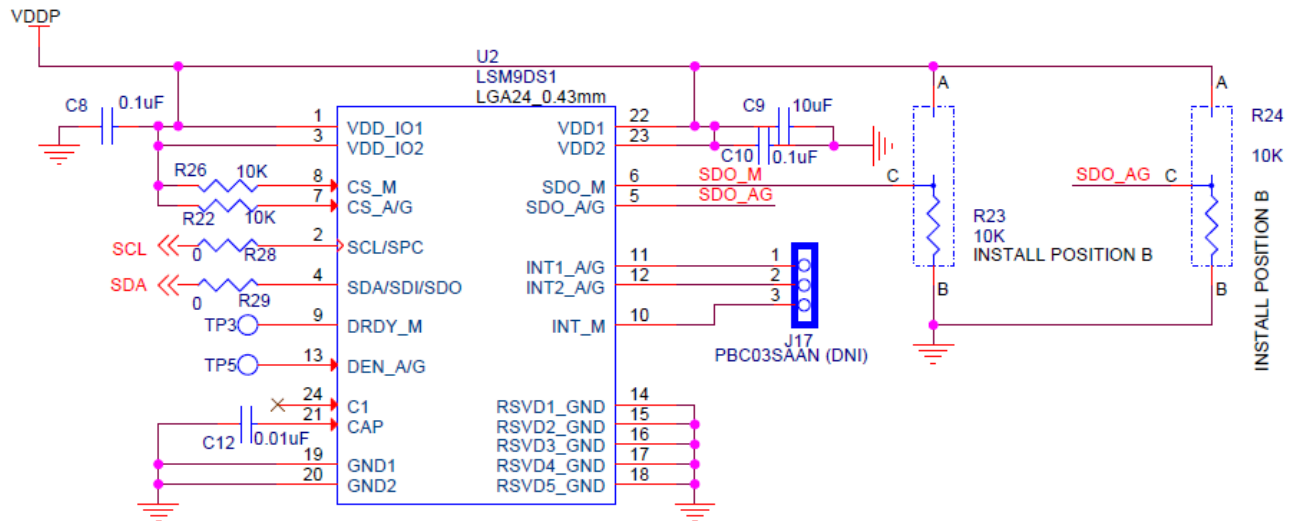 VDDP
U2
LSM9DS1
LGA24_0.43mm
C8
0.1uF
1
VDD_IO1
3
VDD_IO2
R26
10K
8
CS_M
7
CS_A/G
R22
10K
SCL
0
R28
2
SCL/SPC
SDA
0
R29
4
SDA/SDI/SDO
TP3
9
DRDY_M
TP5
13
DEN_A/G
24
C1
21
CAP
C12
0.01uF
19
GND1
20
GND2
VDD1
22
VDD2
23
C9
10uF
C10
0.1uF
SDO_M
6
SDO_M
SDO_A/G
5
SDO_AG
INT1_A/G
11
1
INT2_A/G
12
2
3
INT_M
10
J17
PBC03SAAN (DNI)
RSVD1_GND
14
RSVD2_GND
15
RSVD3_GND
16
RSVD4_GND
17
RSVD5_GND
18
A
C
R23
10K
INSTALL POSITION B
B
SDO_AG
A
C
R24
10K
B
INSTALL POSITION B